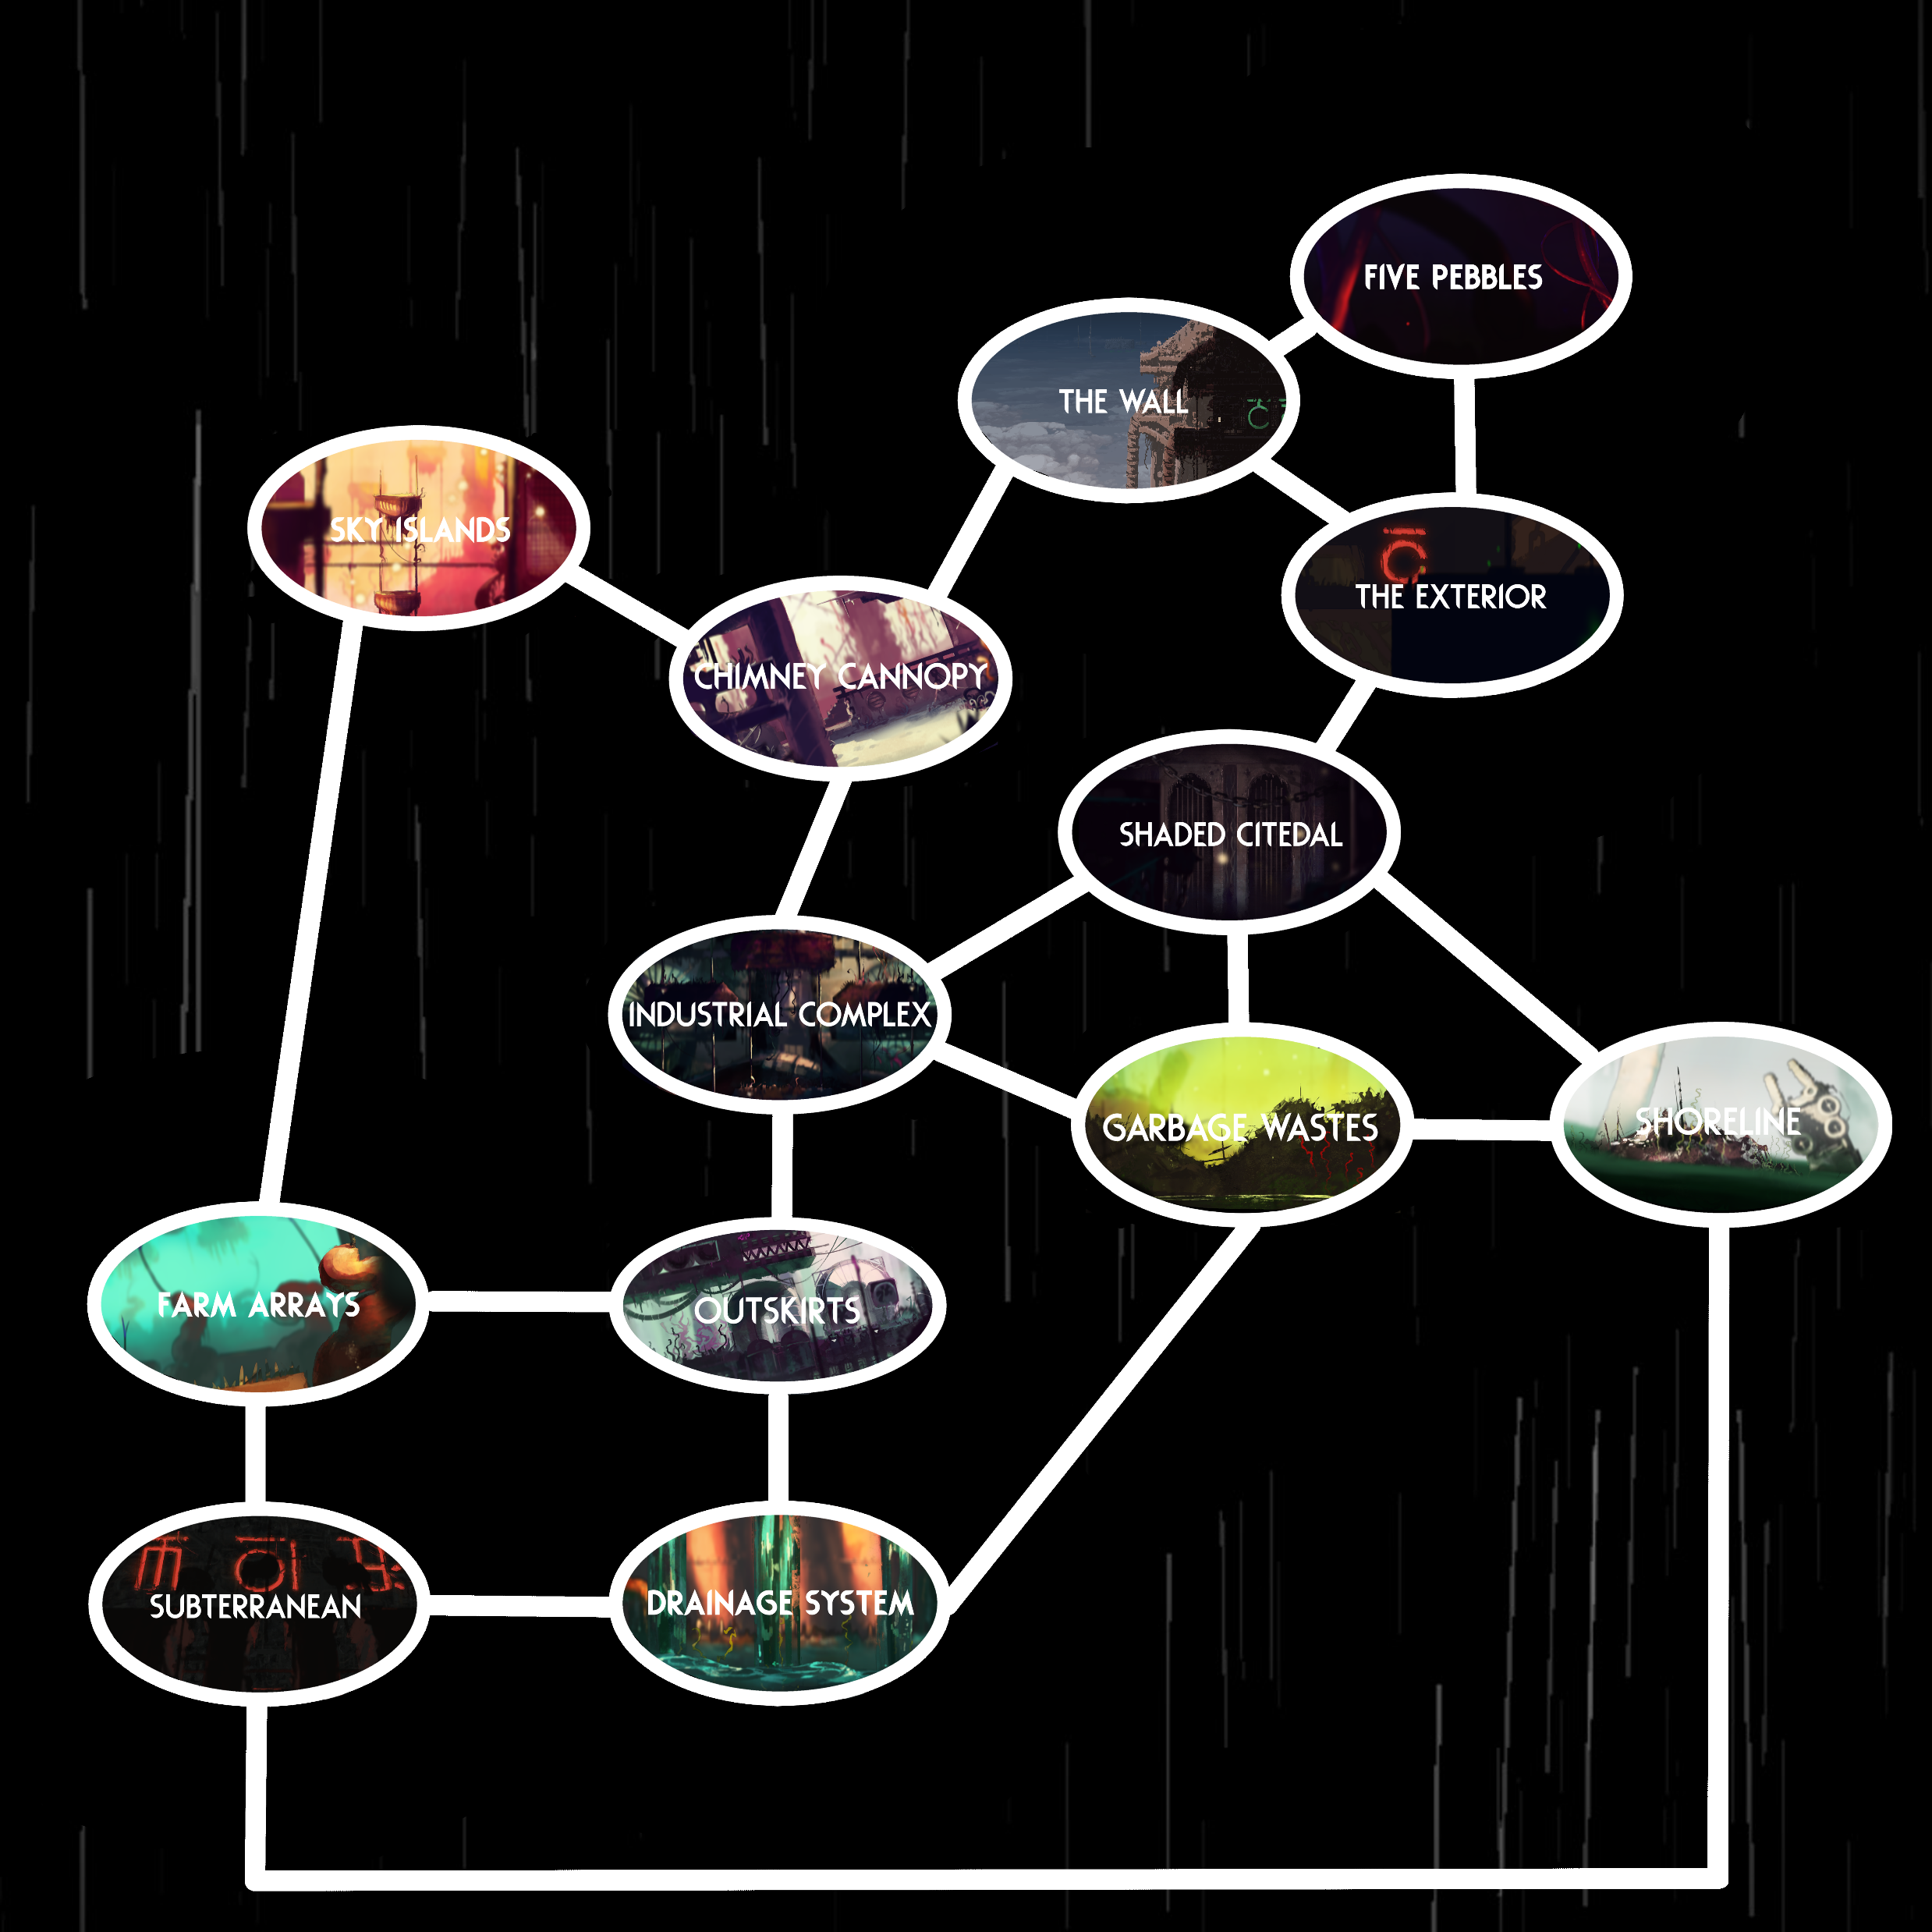 FIVE PEBBLES
THE WALL
SKY ISLANDS
THE EXTERIOR
CHIMNEY CANNOPY
SHADED CITEDAL
INDUSTRIAL COMPLEX
GARBAGE WASTES
SHORELINE
FARM ARRAYS
OUTSKIRTS
SUBTERRANEAN
DRAINAGE SYSTEM